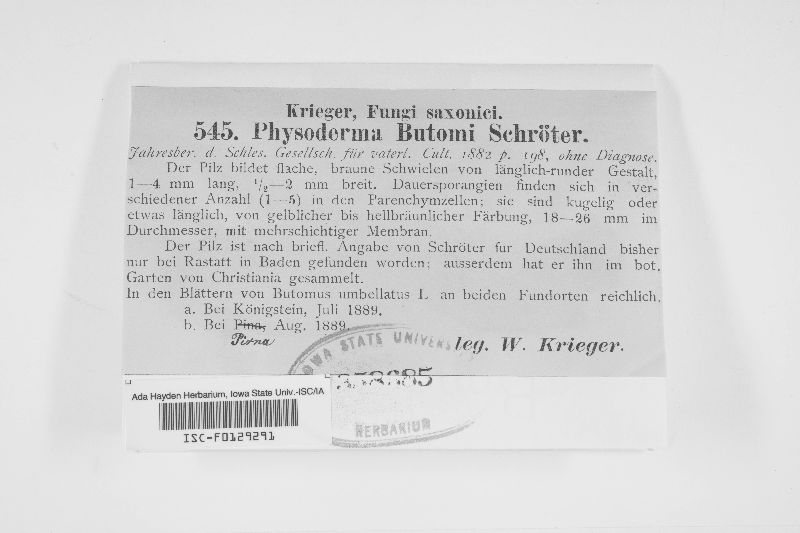 Krieger, Fungi saxonici.
545. Physoderma Butomi Schröter.
Jahresber. d. Schles. Gesellsch. für vaterl. Cult. 1882 p. 198, ohne Diagnose.
Der Pilz bildet flache, braune Schwielen von länglich-runder Gestalt,
1—4 mm lang, 1/2—2 mm breit. Dauersporangien finden sich in ver-
schiedener Anzahl (1—5) in den Parenchymzellen; sie sind kugelig oder
etwas länglich, von gelblicher bis hellbräunlicher Färbung, 18—26 mm im
Durchmesser, mit mehrschichtiger Membran.
Der Pilz ist nach briefl. Angabe von Schröter fur Deutschland bisher
nur bei Rastatt in Baden gefunden worden; ausserdem hat er ihn im bot.
Garten von Christiania gesammelt.
In den Blättern von Butomus umbellatus L. an beiden Fundorten reichlich.
a. Bei Königstein, Juli 1889.
b. Bei Pina, Aug. 1889.
Pirna
leg. W. Krieger.
IOWA STATE UNIVERS
HERBARIUM
Ada Hayden Herbarium, Iowa State Univ.-ISC/IA
ISC-F0129291